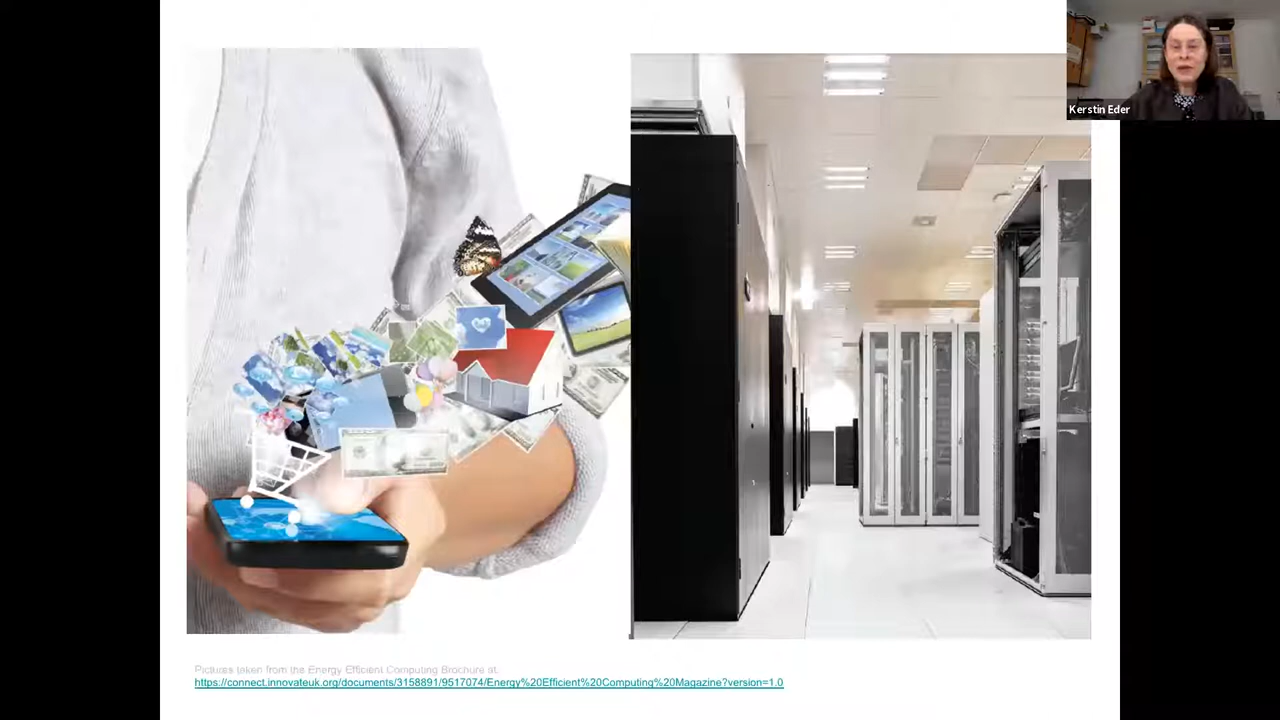 Kerstin Eder
Pictures taken from the Energy Efficient Computing Brochure at:
https://connect.innovateuk.org/documents/3158891/9517074/Energy%20Efficient%20Computing%20Magazine?version=1.0